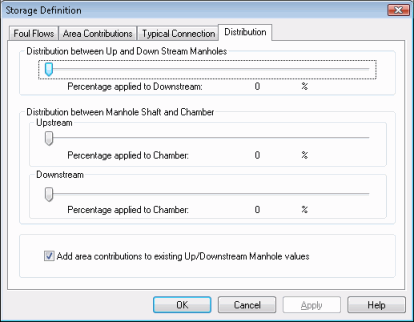 Storage Definition
Foul Flows Area Contributions Typical Connection Distribution
Distribution between Up and Down Stream Manholes
Percentage applied to Downstream: 0 %
Distribution between Manhole Shaft and Chamber
Upstream
Percentage applied to Chamber: 0 %
Downstream
Percentage applied to Chamber: 0 %
Add area contributions to existing Up/Downstream Manhole values
OK Cancel Apply Help